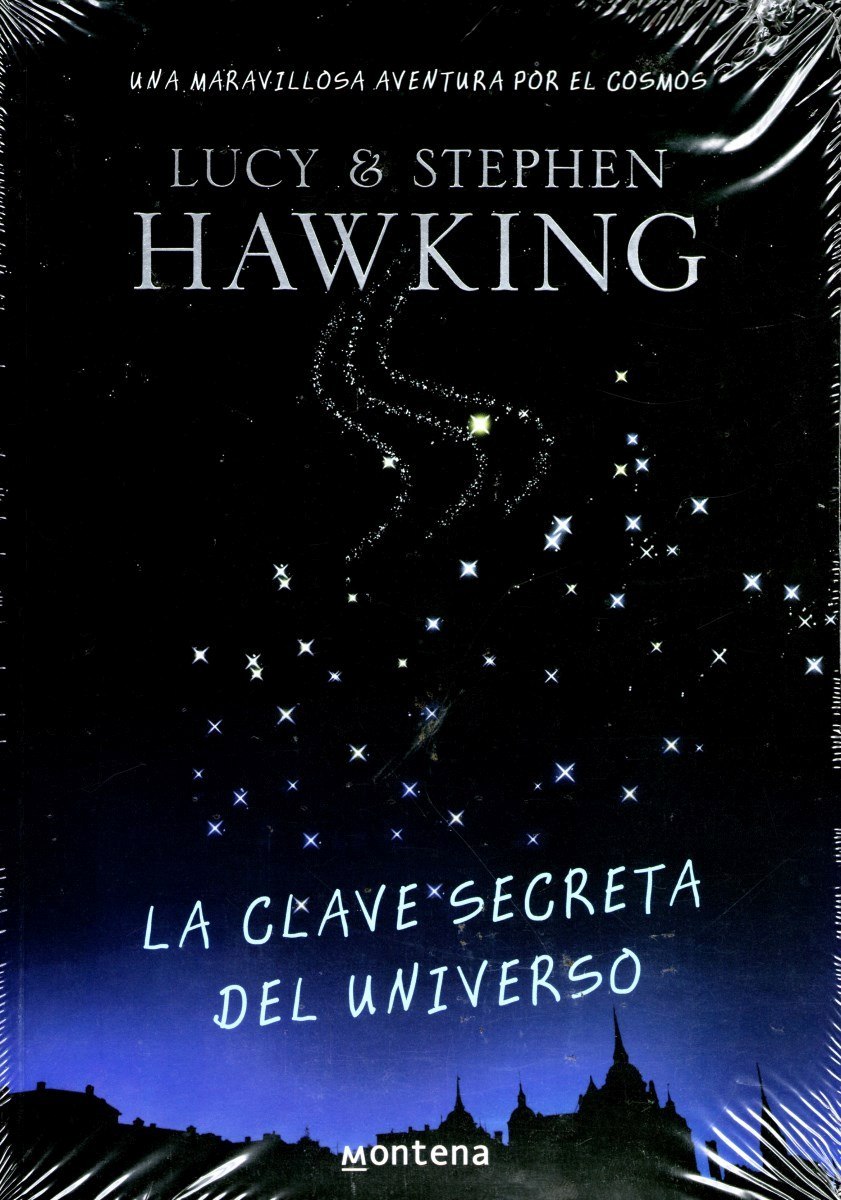 UNA MARAVILLOSA AVENTURA POR EL COSMOS
LUCY & STEPHEN
HAWKING
LA CLAVE SECRETA
DEL UNIVERSO
Montena